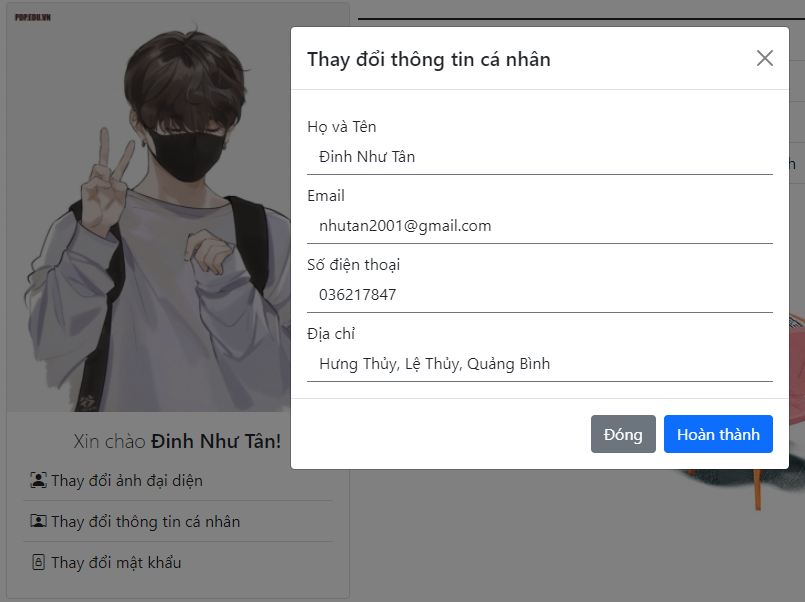 POP.EDU.VN
Thay đổi thông tin cá nhân
Họ và Tên
Đinh Như Tân
Email
nhutan2001@gmail.com
Số điện thoại
036217847
Địa chỉ
Hưng Thủy, Lệ Thủy, Quảng Bình
Đóng
Hoàn thành
Xin chào Đinh Như Tân!
Thay đổi ảnh đại diện
Thay đổi thông tin cá nhân
Thay đổi mật khẩu